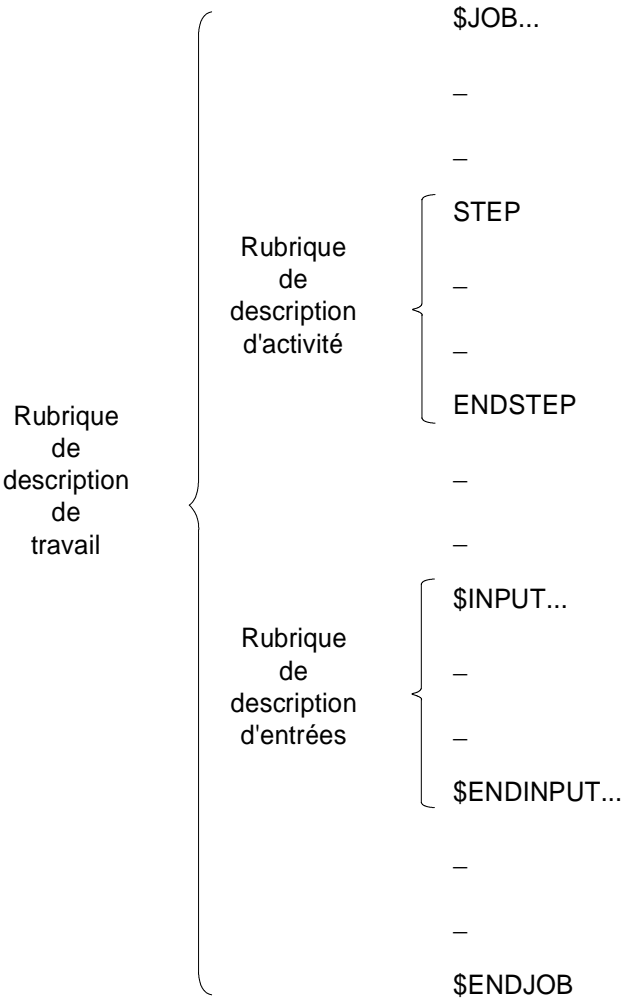 $JOB...
–
–
STEP
–
–
ENDSTEP
–
–
$INPUT...
–
–
$ENDINPUT...
–
–
$ENDJOB
Rubrique
de
description
d'activité
Rubrique
de
description
de
travail
Rubrique
de
description
d'entrées